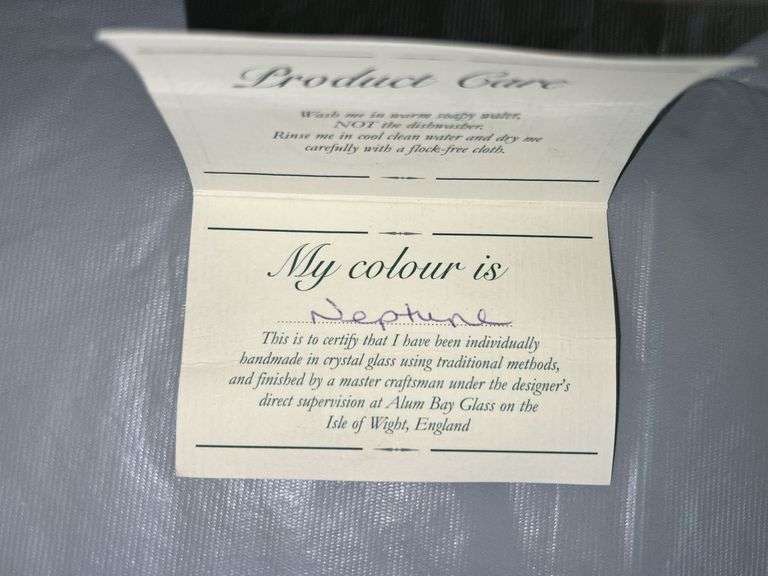 Product Care
Wash me in warm soapy water,
NOT the dishwasher.
Rinse me in cool clean water and dry me
carefully with a flock-free cloth.
My colour is
Neptune
This is to certify that I have been individually
handmade in crystal glass using traditional methods,
and finished by a master craftsman under the designer's
direct supervision at Alum Bay Glass on the
Isle of Wight, England